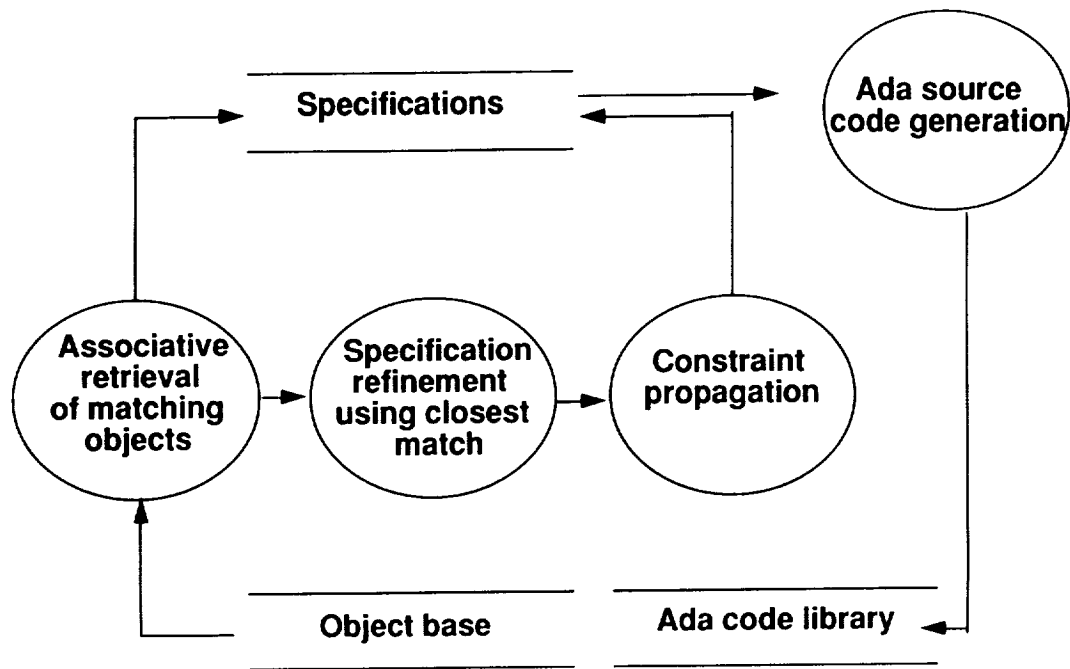 Specifications
Ada source
code generation
Associative
retrieval
of matching
objects
Specification
refinement
using closest
match
Constraint
propagation
Object base
Ada code library